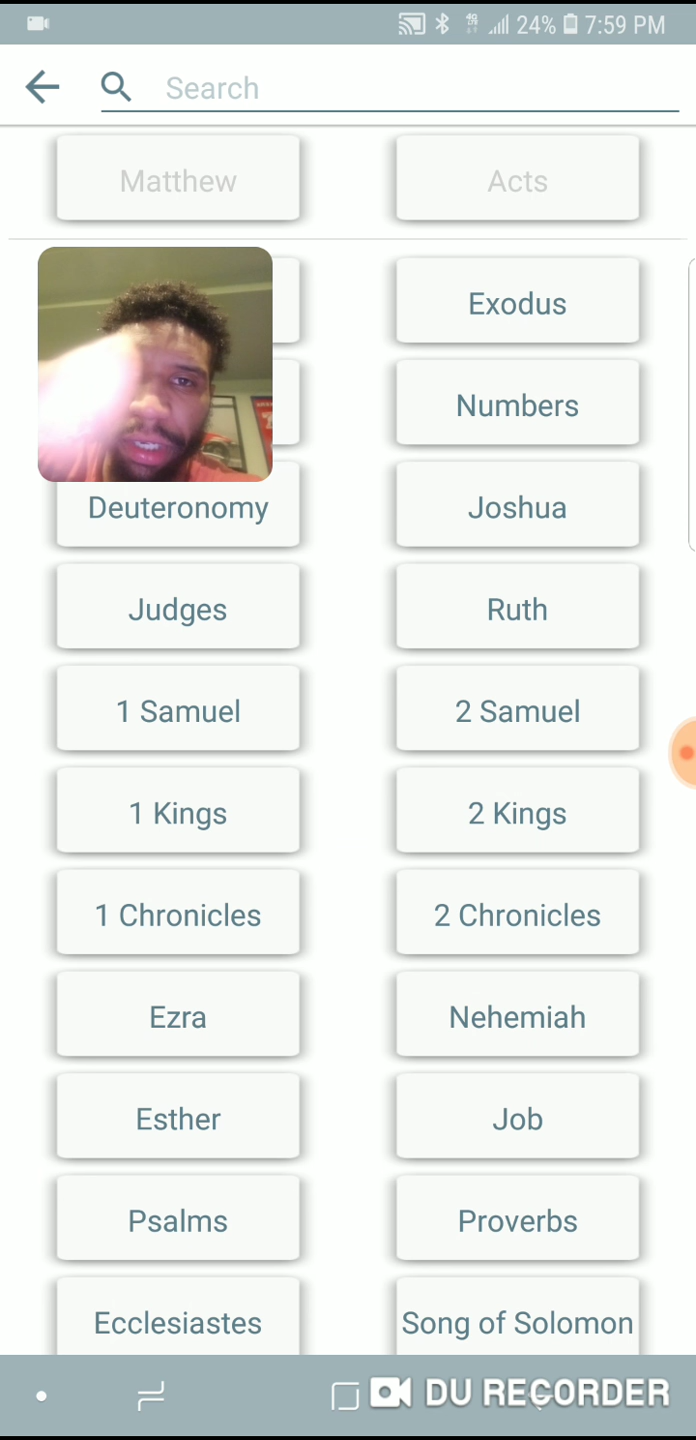 24% 7:59 PM
Search
Matthew Acts
Exodus
Numbers
Deuteronomy Joshua
Judges Ruth
1 Samuel 2 Samuel
1 Kings 2 Kings
1 Chronicles 2 Chronicles
Ezra Nehemiah
Esther Job
Psalms Proverbs
Ecclesiastes Song of Solomon
DU RECORDER